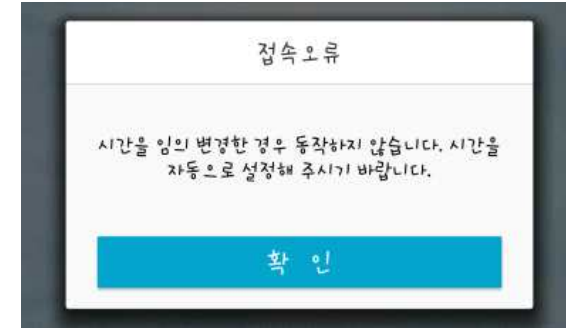 접속오류
시간을 임의 변경한 경우 동작하지 않습니다. 시간을
자동으로 설정해 주시기 바랍니다.
확 인